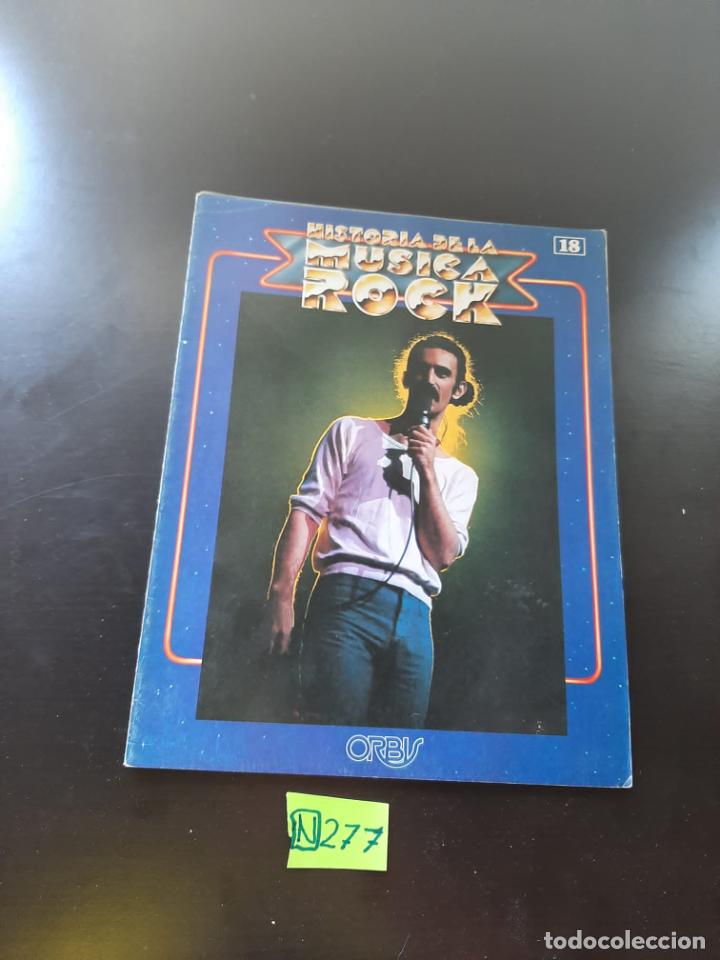 HISTORIA DE LA
MUSICA
ROCK
18
ORBIS
N277
todocoleccion